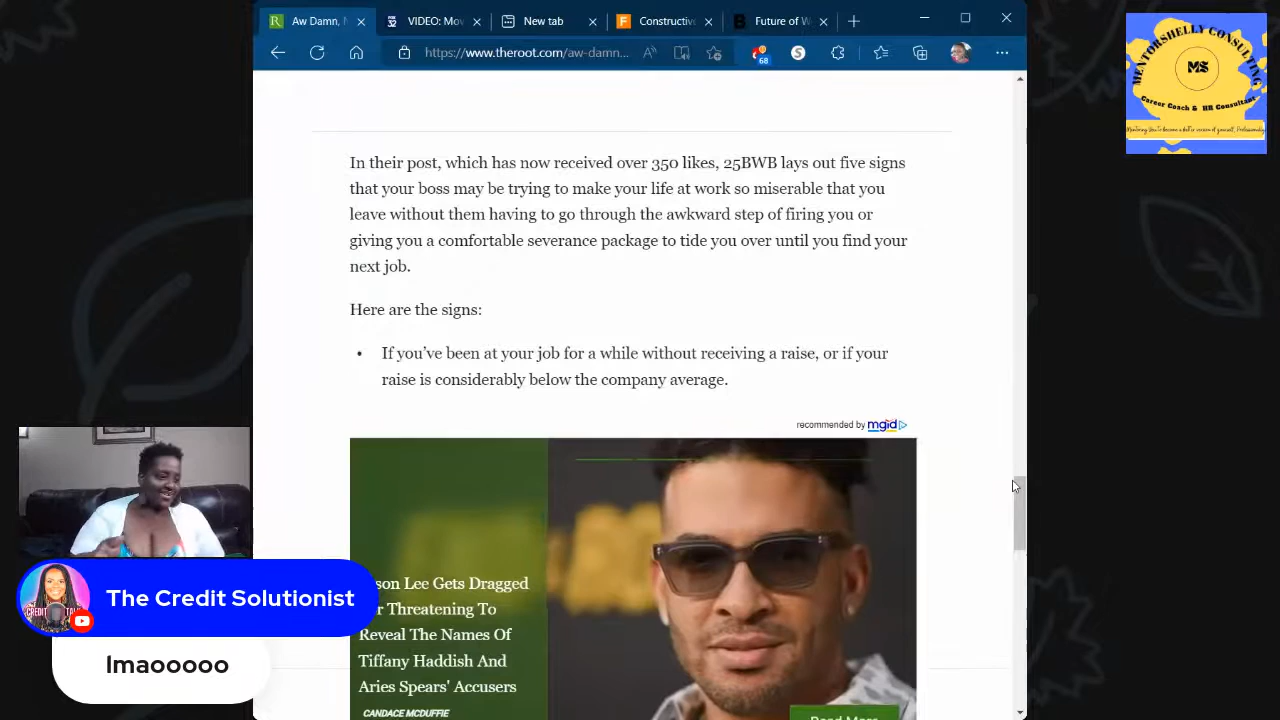 Aw Damn,
VIDEO: Mov
New tab
Constructiv
Future of W
https://www.theroot.com/aw-damn...
68
In their post, which has now received over 350 likes, 25BWB lays out five signs
that your boss may be trying to make your life at work so miserable that you
leave without them having to go through the awkward step of firing you or
giving you a comfortable severance package to tide you over until you find your
next job.
Here are the signs:
• If you've been at your job for a while without receiving a raise, or if your
raise is considerably below the company average.
recommended by mgid
son Lee Gets Dragged
r Threatening To
Reveal The Names Of
Tiffany Haddish And
Aries Spears' Accusers
CANDACE MCDUFFIE
Read More
MENTORSHELLY CONSULTING
MS
Career Coach & HR Consultant
The Credit Solutionist
lmaooooo